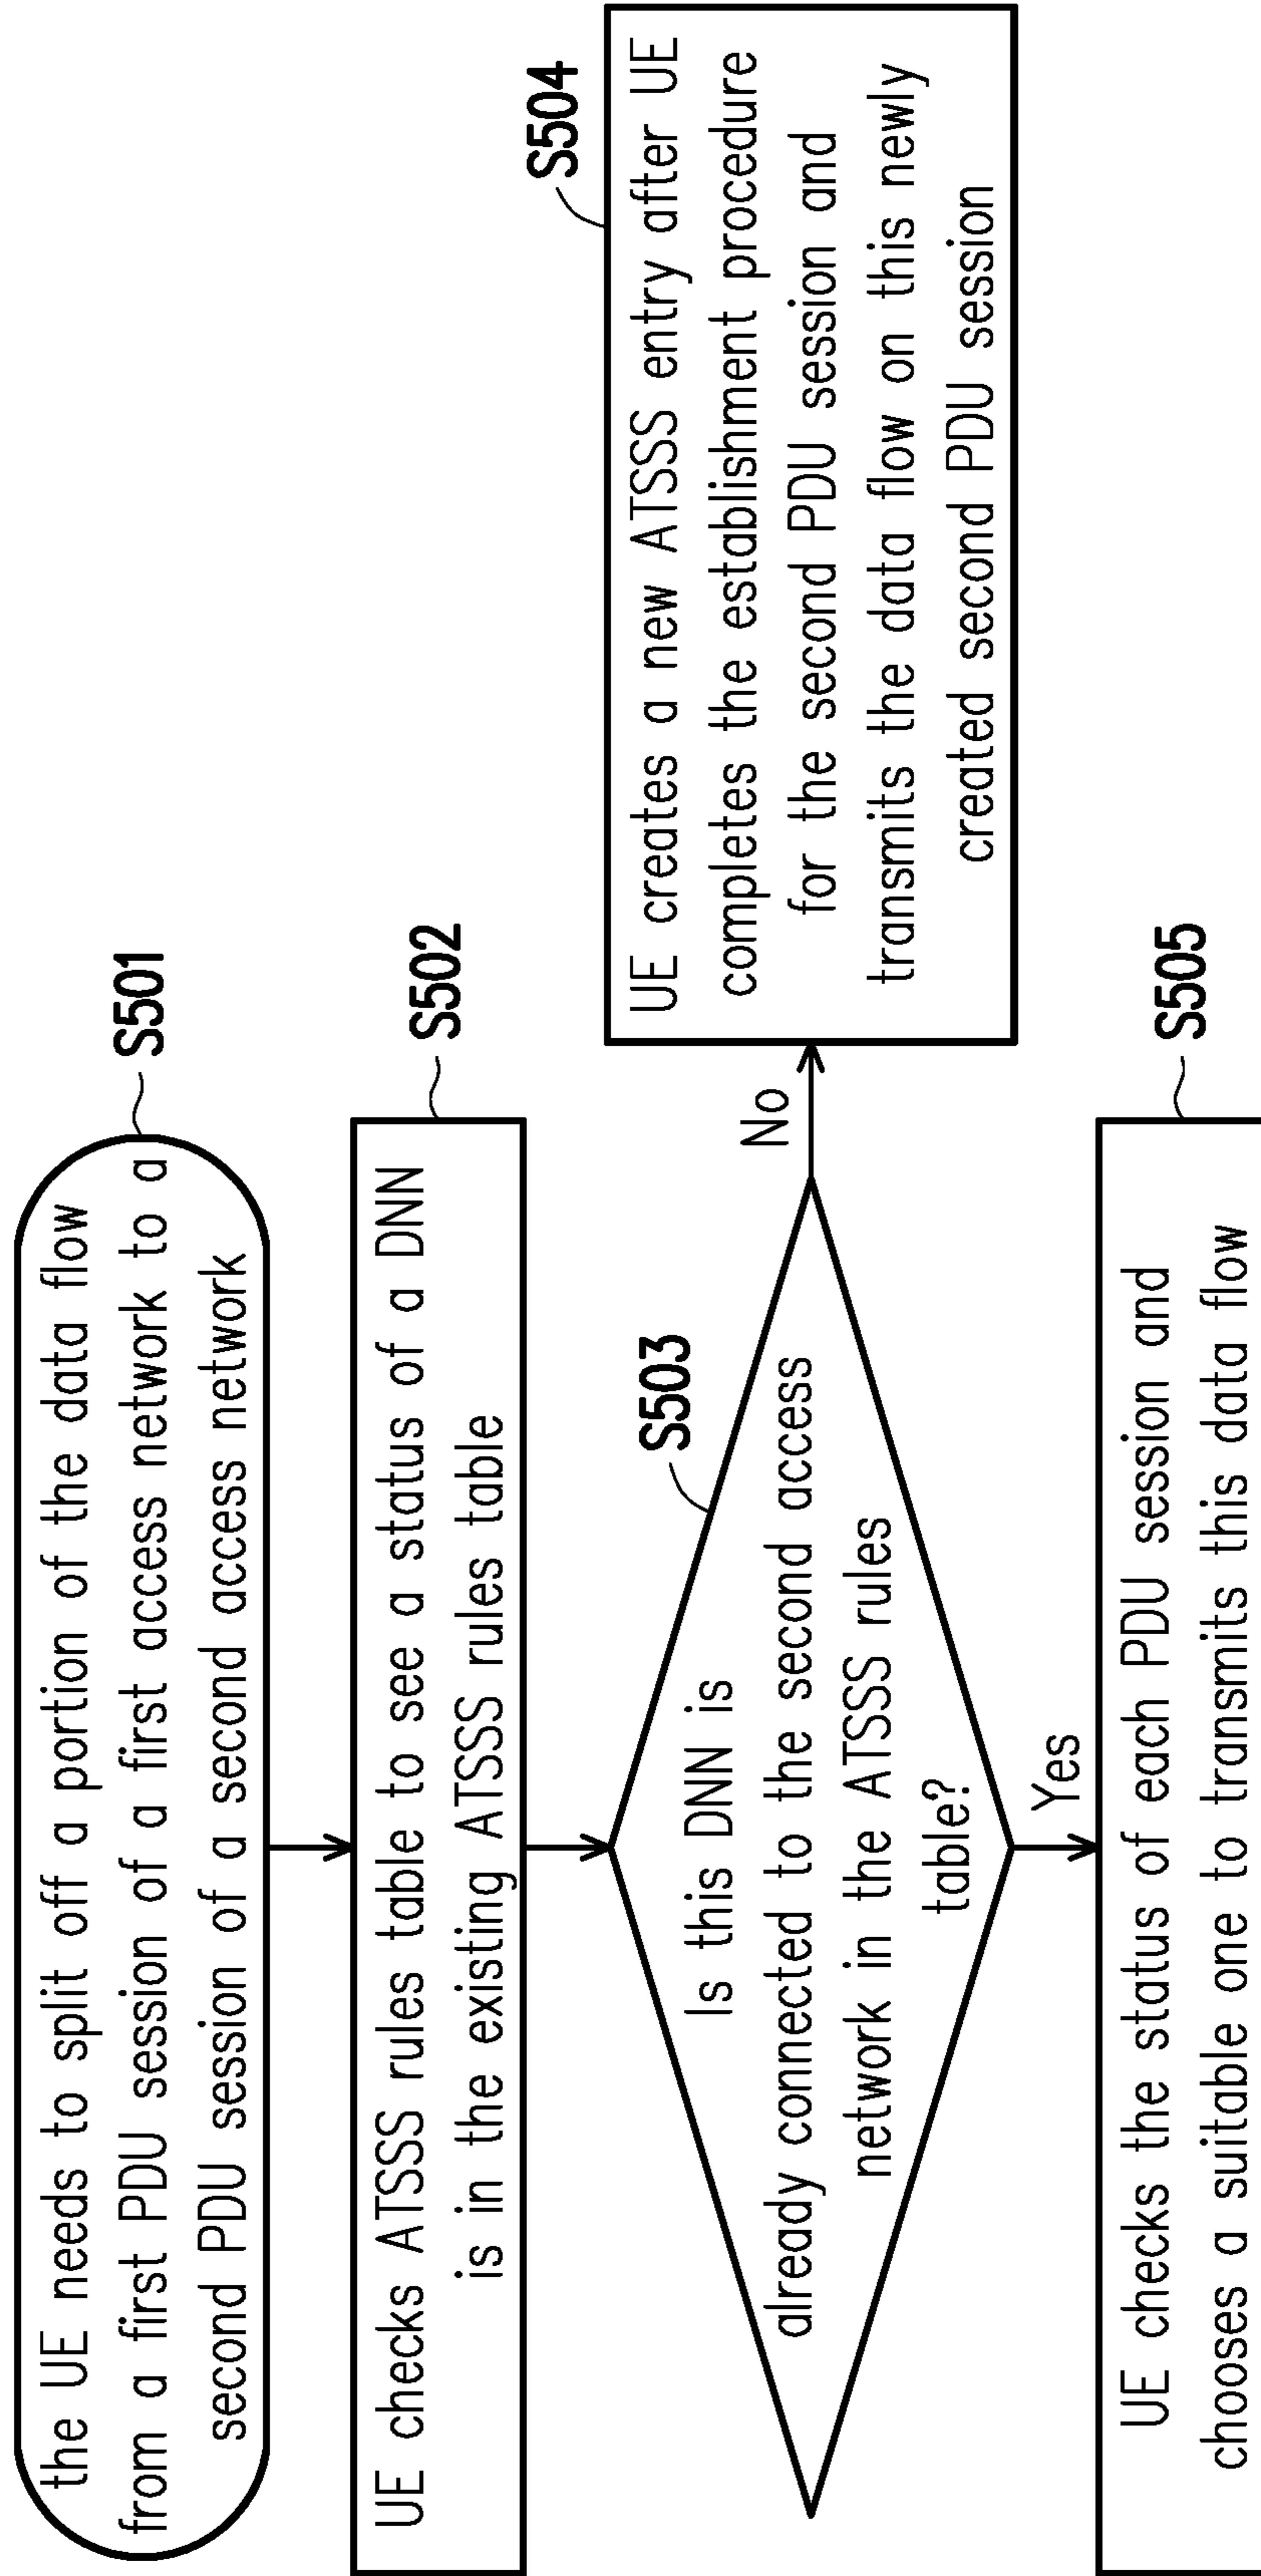 the UE needs to split off a portion of the data flow
from a first PDU session of a first access network to a
second PDU session of a second access network
S501
UE checks ATSSS rules table to see a status of a DNN
is in the existing ATSSS rules table
S502
Is this DNN is
already connected to the second access
network in the ATSSS rules
table?
S503
No
UE creates a new ATSSS entry after UE
completes the establishment procedure
for the second PDU session and
transmits the data flow on this newly
created second PDU session
S504
Yes
UE checks the status of each PDU session and
chooses a suitable one to transmits this data flow
S505